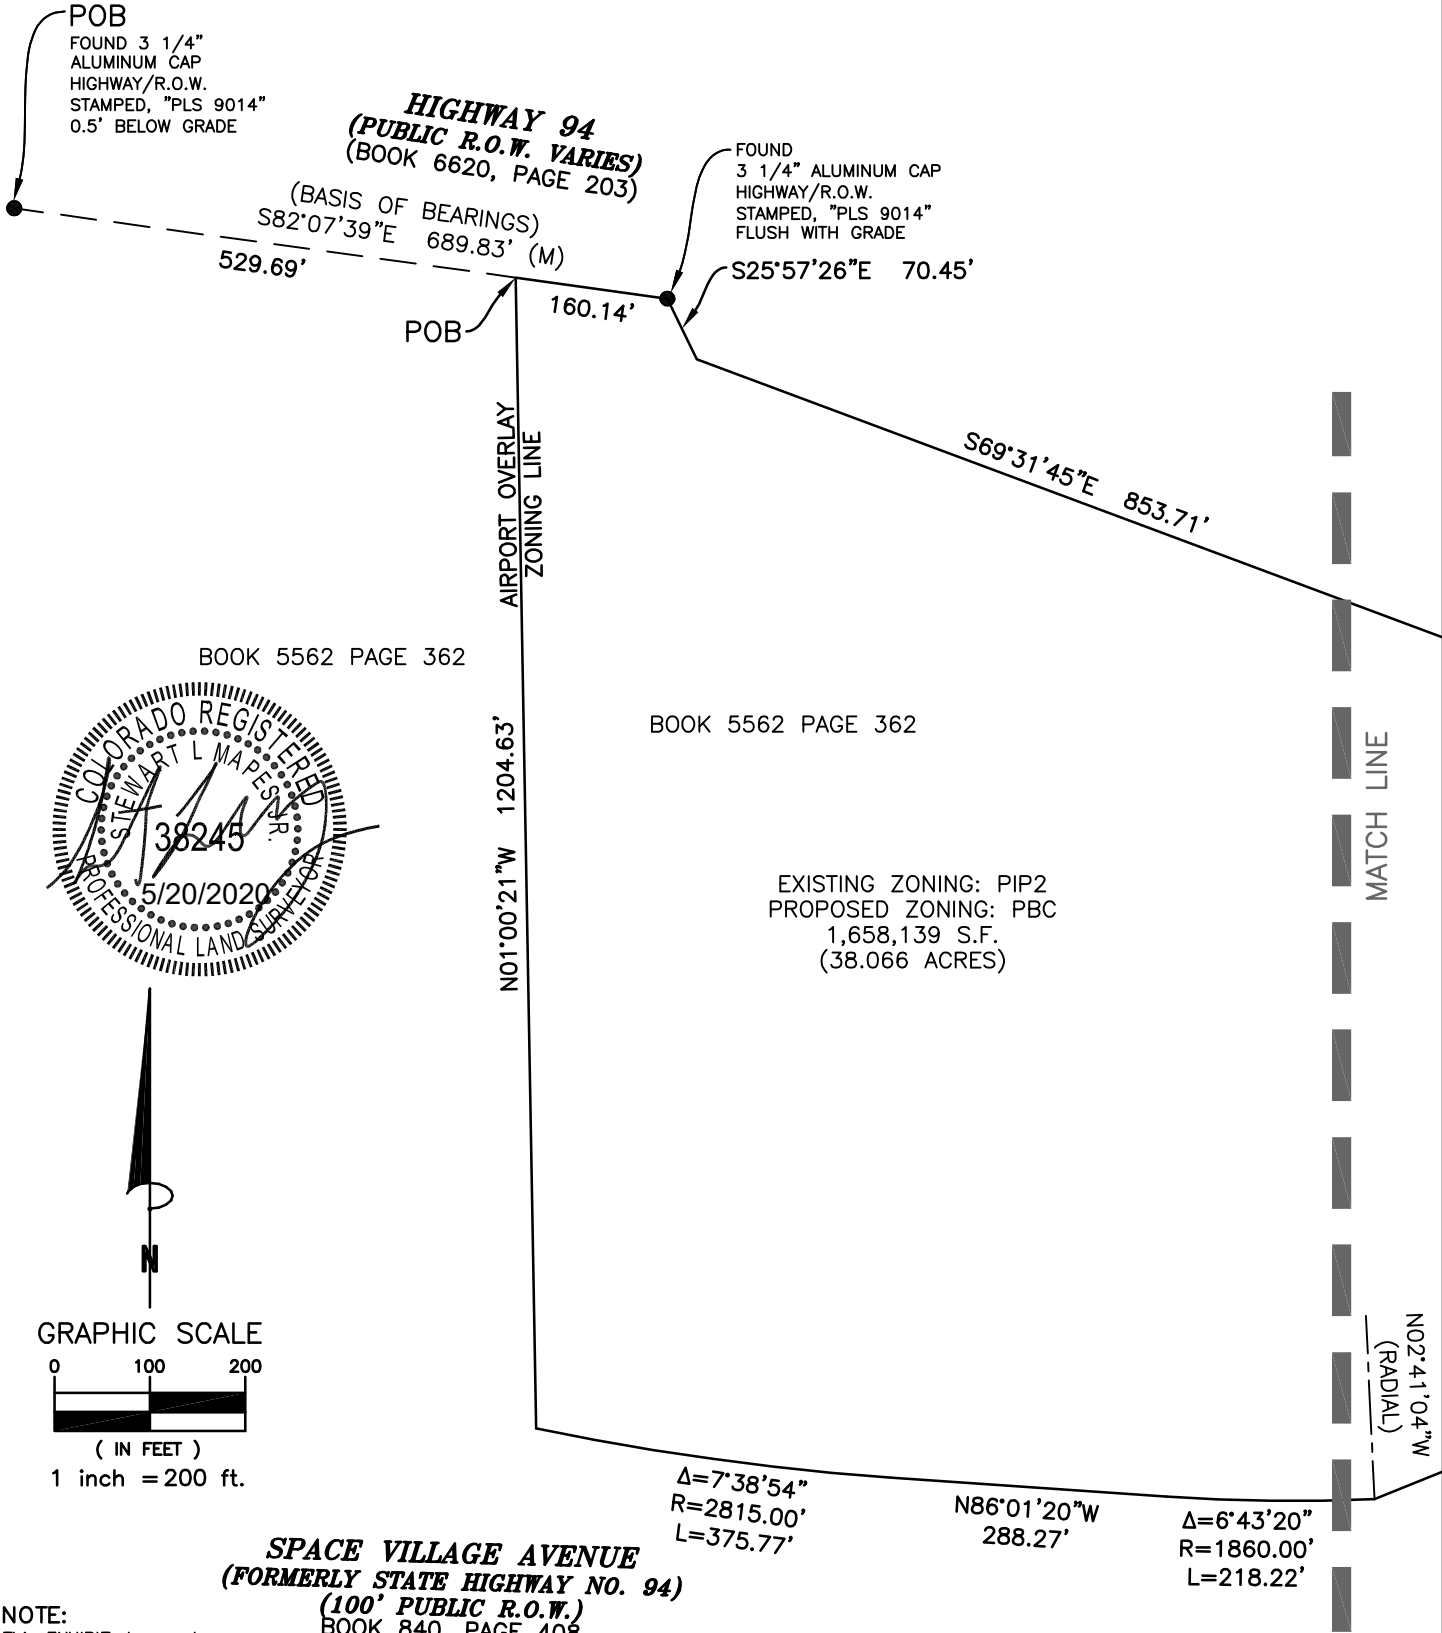 POB
FOUND 3 1/4"
ALUMINUM CAP
HIGHWAY/R.O.W.
STAMPED, "PLS 9014"
0.5' BELOW GRADE
HIGHWAY 94
(PUBLIC R.O.W. VARIES)
(BOOK 6620, PAGE 203)
(BASIS OF BEARINGS)
S82°07'39"E 689.83' (M)
529.69'
FOUND
3 1/4" ALUMINUM CAP
HIGHWAY/R.O.W.
STAMPED, "PLS 9014"
FLUSH WITH GRADE
S25°57'26"E 70.45'
160.14'
POB
AIRPORT OVERLAY
ZONING LINE
S69°31'45"E 853.71'
BOOK 5562 PAGE 362
BOOK 5562 PAGE 362
N01°00'21"W 1204.63'
COLORADO REGISTERED
STEWART L MAPES JR.
38245
5/20/2020
PROFESSIONAL LAND SURVEYOR
EXISTING ZONING: PIP2
PROPOSED ZONING: PBC
1,658,139 S.F.
(38.066 ACRES)
MATCH LINE
N
GRAPHIC SCALE
0 100 200
( IN FEET )
1 inch = 200 ft.
N02°41'04"W
(RADIAL)
Δ=7°38'54"
R=2815.00'
L=375.77'
N86°01'20"W
288.27'
Δ=6°43'20"
R=1860.00'
L=218.22'
SPACE VILLAGE AVENUE
(FORMERLY STATE HIGHWAY NO. 94)
(100' PUBLIC R.O.W.)
BOOK 840, PAGE 408
NOTE: